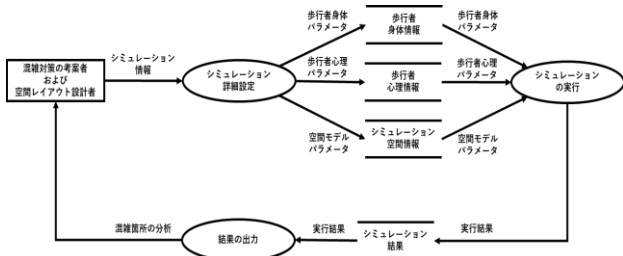 歩行者身体
パラメータ
歩行者
身体情報
歩行者身体
パラメータ
混雑対策の考案者
および
空間レイアウト設計者
シミュレーション
情報
シミュレーション
詳細設定
歩行者心理
パラメータ
歩行者
心理情報
歩行者心理
パラメータ
シミュレーション
の実行
空間モデル
パラメータ
シミュレーション
空間情報
空間モデル
パラメータ
混雑箇所の分析
結果の出力
実行結果
シミュレーション
結果
実行結果